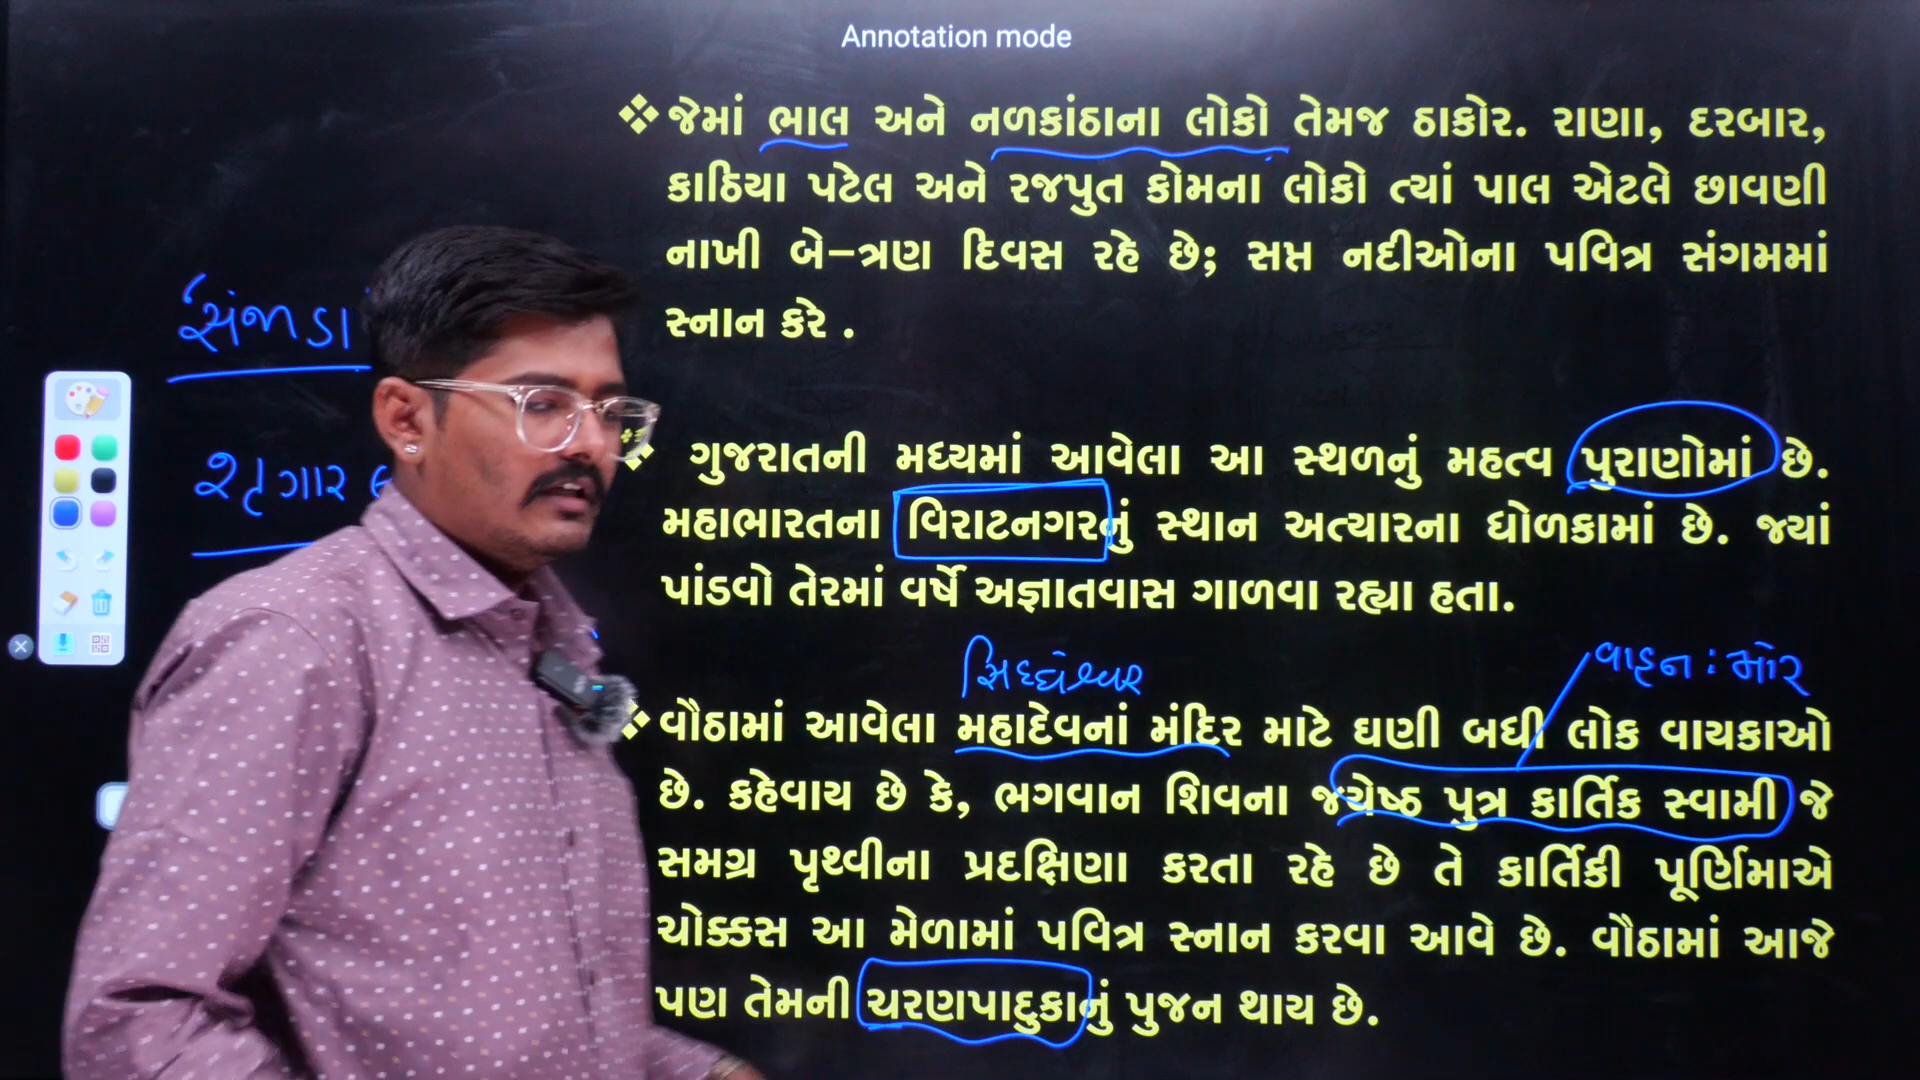 Annotation mode
❖ જેમાં ભાલ અને નળકાંઠાના લોકો તેમજ ઠાકોર. રાણા, દરબાર,
કાઠિયા પટેલ અને રજપુત કોમના લોકો ત્યાં પાલ એટલે છાવણી
નાખી બે–ત્રણ દિવસ રહે છે; સપ્ત નદીઓના પવિત્ર સંગમમાં
સ્નાન કરે .
ગુજરાતની મધ્યમાં આવેલા આ સ્થળનું મહત્વ પુરાણોમાં છે.
મહાભારતના વિરાટનગરનું સ્થાન અત્યારના ધોળકામાં છે. જ્યાં
પાંડવો તેરમાં વર્ષે અજ્ઞાતવાસ ગાળવા રહ્યા હતા.
વાહન : મોર
વૌઠામાં આવેલા મહાદેવનાં મંદિર માટે ઘણી બધી લોક વાયકાઓ
છે. કહેવાય છે કે, ભગવાન શિવના જયેષ્ઠ પુત્ર કાર્તિક સ્વામી જે
સમગ્ર પૃથ્વીના પ્રદક્ષિણા કરતા રહે છે તે કાર્તિકી પૂર્ણિમાએ
ચોક્કસ આ મેળામાં પવિત્ર સ્નાન કરવા આવે છે. વૌઠામાં આજે
પણ તેમની ચરણપાદુકાનું પુજન થાય છે.